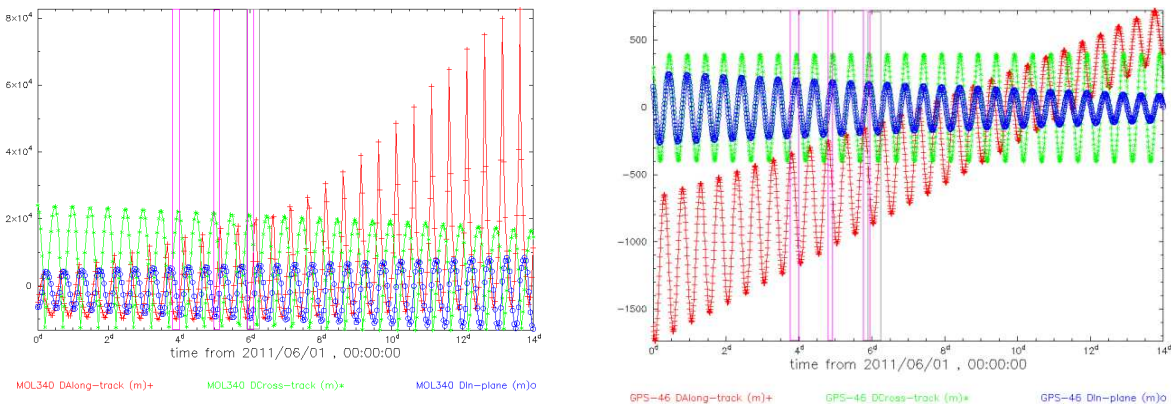 8×10⁴
6×10⁴
4×10⁴
2×10⁴
0
0ᵈ 2ᵈ 4ᵈ 6ᵈ 8ᵈ 10ᵈ 12ᵈ 14ᵈ
time from 2011/06/01 , 00:00:00
MOL340 DAlong-track (m)+ MOL340 DCross-track (m)* MOL340 DIn-plane (m)o
500
0
-500
-1000
-1500
0ᵈ 2ᵈ 4ᵈ 6ᵈ 8ᵈ 10ᵈ 12ᵈ 14ᵈ
time from 2011/06/01 , 00:00:00
GPS-46 DAlong-track (m)+ GPS-46 DCross-track (m)* GPS-46 DIn-plane (m)o